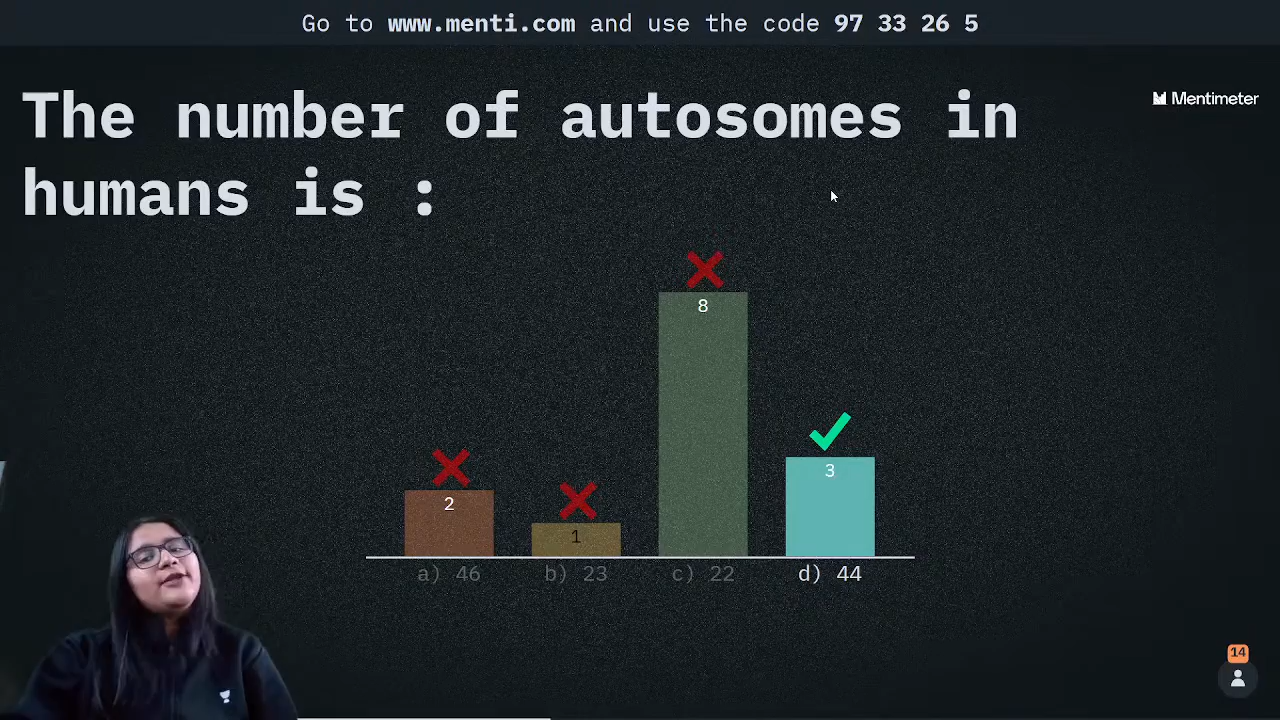 Go to www.menti.com and use the code 97 33 26 5
The number of autosomes in
humans is :
Mentimeter
8
3
2
1
a) 46
b) 23
c) 22
d) 44
14